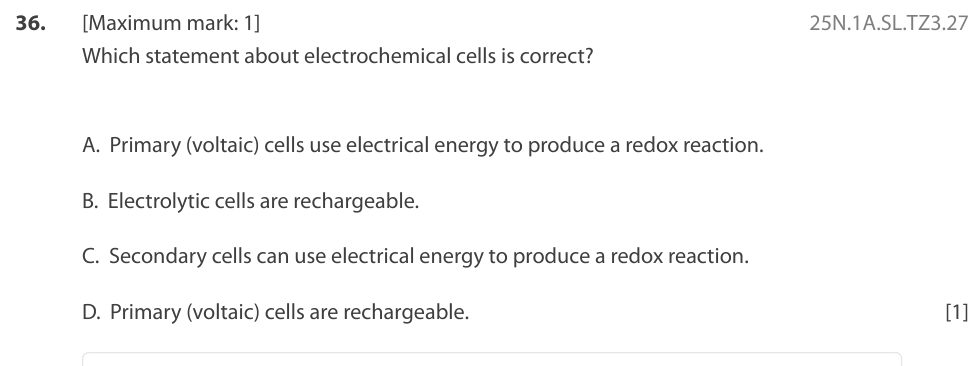 36. [Maximum mark: 1] 25N.1A.SL.TZ3.27
Which statement about electrochemical cells is correct?
A. Primary (voltaic) cells use electrical energy to produce a redox reaction.
B. Electrolytic cells are rechargeable.
C. Secondary cells can use electrical energy to produce a redox reaction.
D. Primary (voltaic) cells are rechargeable. [1]